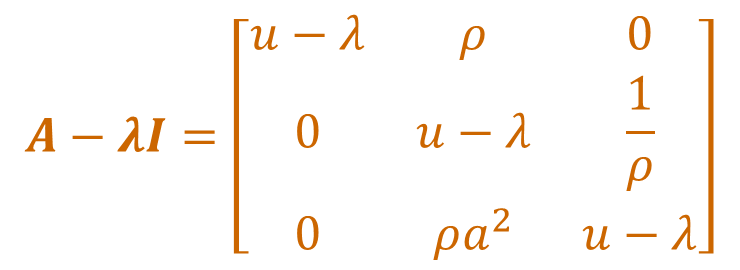 A − λI = [u − λ ρ 0
0 u − λ 1/ρ
0 ρa² u − λ]